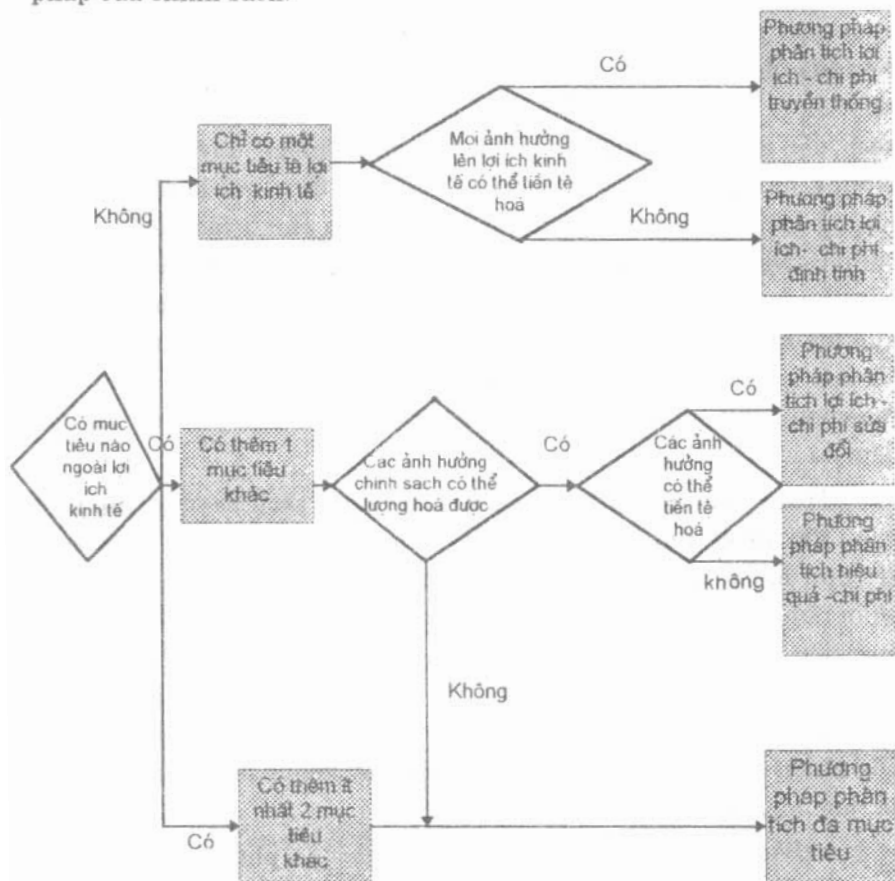 Phương pháp
phân tích lợi
ích - chi phí
truyền thống
Có
Chỉ có một
mục tiêu là lợi
ích kinh tế
Mọi ảnh hưởng
lên lợi ích kinh
tế có thể tiền tệ
hoá
Không
Không
Phương pháp
phân tích lợi
ích- chi phí
định tính
Có mục
tiêu nào
ngoài lợi
ích
kinh tế
Có
Có thêm 1
mục tiêu
khác
Các ảnh hưởng
chính sách có thể
lượng hoá được
Có
Các ảnh
hưởng
có thể
tiền tệ
hoá
Có
Phương
pháp phân
tích lợi ích -
chi phí sửa
đổi
không
Phương
pháp phân
tích hiệu
quả -chi phí
Không
Có
Có thêm ít
nhất 2 mục
tiêu
khác
Phương
pháp phân
tích đa mục
tiêu